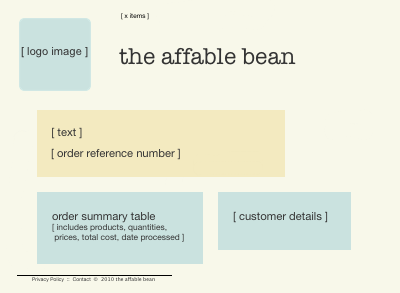 [ x items ]
[ logo image ]
the affable bean
[ text ]
[ order reference number ]
order summary table
[ includes products, quantities,
prices, total cost, date processed ]
[ customer details ]
Privacy Policy :: Contact © 2010 the affable bean